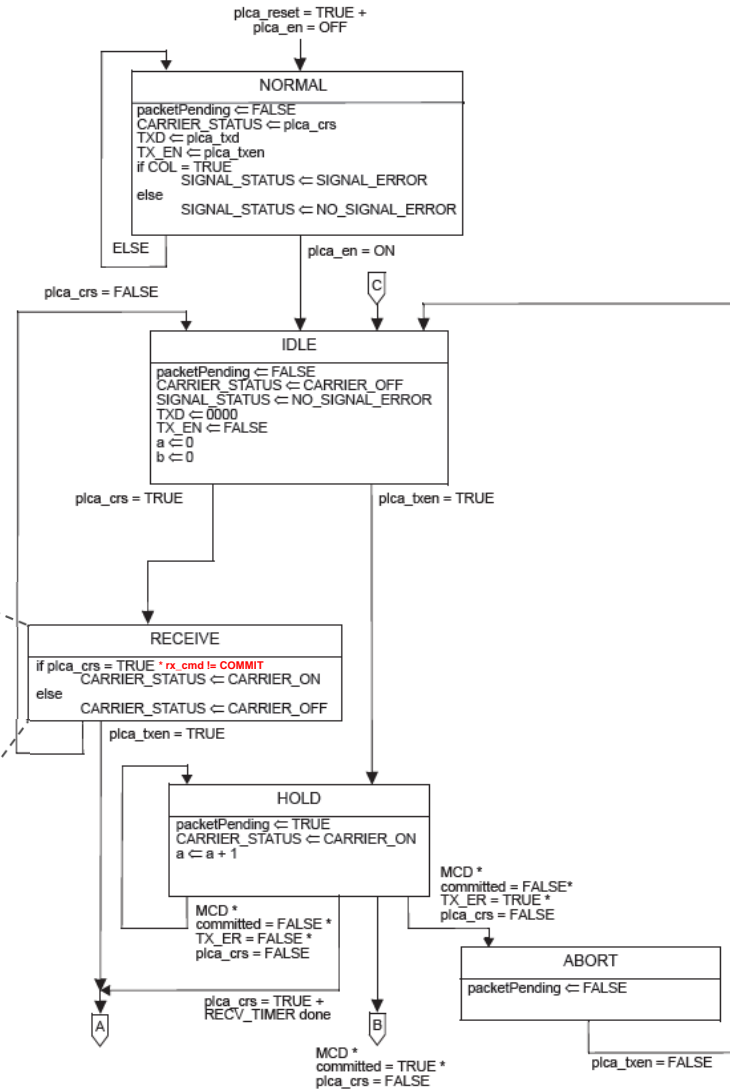 plca_reset = TRUE +
plca_en = OFF
NORMAL
packetPending ⇐ FALSE
CARRIER_STATUS ⇐ plca_crs
TXD ⇐ plca_txd
TX_EN ⇐ plca_txen
if COL = TRUE
SIGNAL_STATUS ⇐ SIGNAL_ERROR
else
SIGNAL_STATUS ⇐ NO_SIGNAL_ERROR
ELSE
plca_en = ON
C
plca_crs = FALSE
IDLE
packetPending ⇐ FALSE
CARRIER_STATUS ⇐ CARRIER_OFF
SIGNAL_STATUS ⇐ NO_SIGNAL_ERROR
TXD ⇐ 0000
TX_EN ⇐ FALSE
a ⇐ 0
b ⇐ 0
plca_crs = TRUE
plca_txen = TRUE
RECEIVE
if plca_crs = TRUE * rx_cmd != COMMIT
CARRIER_STATUS ⇐ CARRIER_ON
else
CARRIER_STATUS ⇐ CARRIER_OFF
plca_txen = TRUE
HOLD
packetPending ⇐ TRUE
CARRIER_STATUS ⇐ CARRIER_ON
a ⇐ a + 1
MCD *
committed = FALSE *
TX_ER = FALSE *
plca_crs = FALSE
MCD *
committed = FALSE*
TX_ER = TRUE *
plca_crs = FALSE
ABORT
packetPending ⇐ FALSE
plca_crs = TRUE +
RECV_TIMER done
A
B
MCD *
committed = TRUE *
plca_crs = FALSE
plca_txen = FALSE